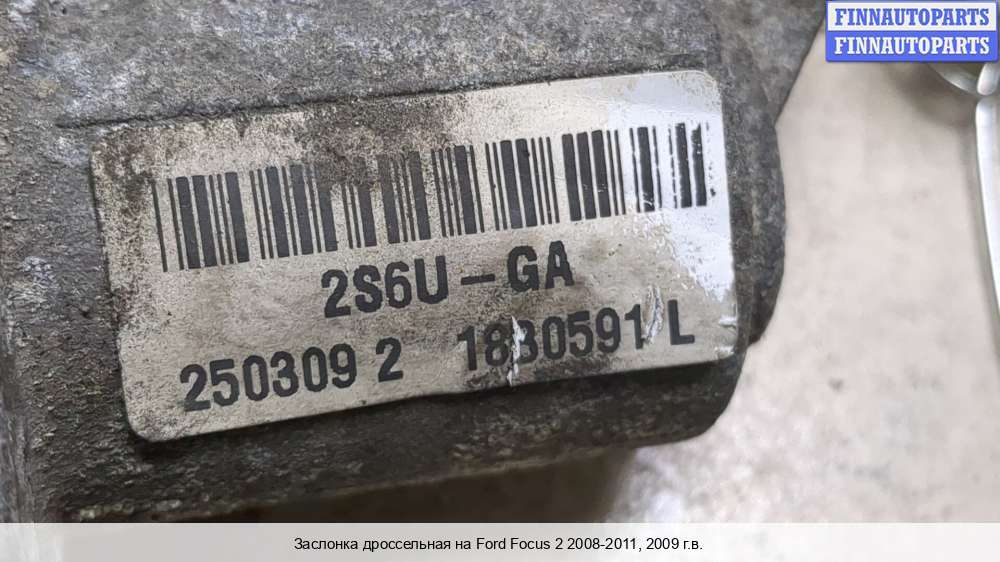 FINNAUTOPARTS
FINNAUTOPARTS
2S6U-GA
250309 2 1830591 L
Заслонка дроссельная на Ford Focus 2 2008-2011, 2009 г.в.